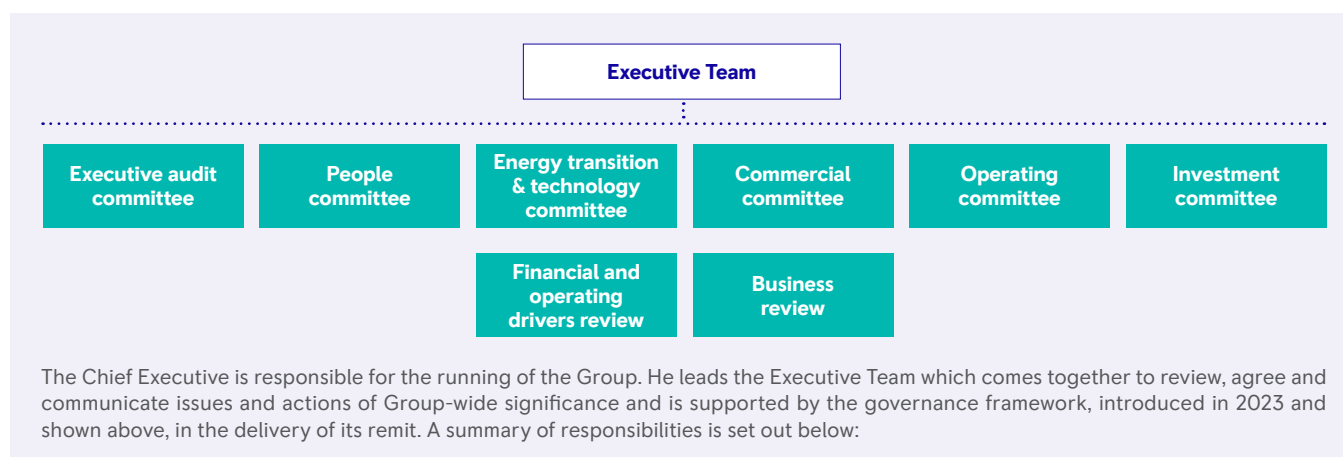 Executive Team
Executive audit
committee
People
committee
Energy transition
& technology
committee
Commercial
committee
Operating
committee
Investment
committee
Financial and
operating
drivers review
Business
review
The Chief Executive is responsible for the running of the Group. He leads the Executive Team which comes together to review, agree and
communicate issues and actions of Group-wide significance and is supported by the governance framework, introduced in 2023 and
shown above, in the delivery of its remit. A summary of responsibilities is set out below: